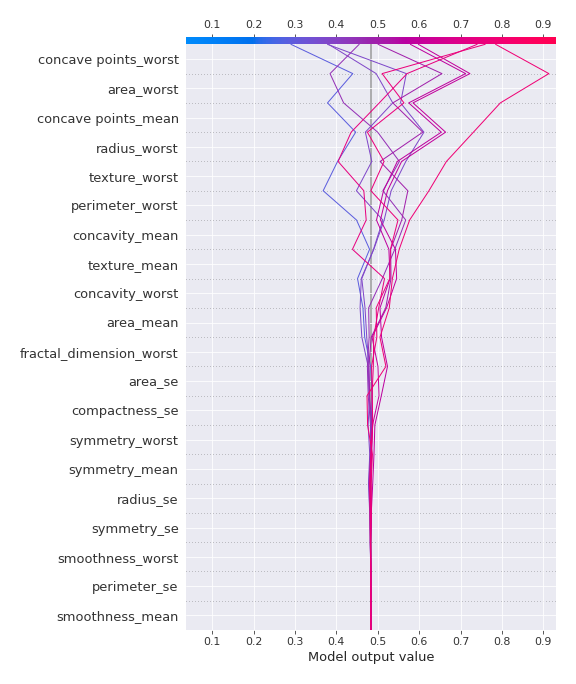 0.1 0.2 0.3 0.4 0.5 0.6 0.7 0.8 0.9
concave points_worst
area_worst
concave points_mean
radius_worst
texture_worst
perimeter_worst
concavity_mean
texture_mean
concavity_worst
area_mean
fractal_dimension_worst
area_se
compactness_se
symmetry_worst
symmetry_mean
radius_se
symmetry_se
smoothness_worst
perimeter_se
smoothness_mean
0.1 0.2 0.3 0.4 0.5 0.6 0.7 0.8 0.9
Model output value